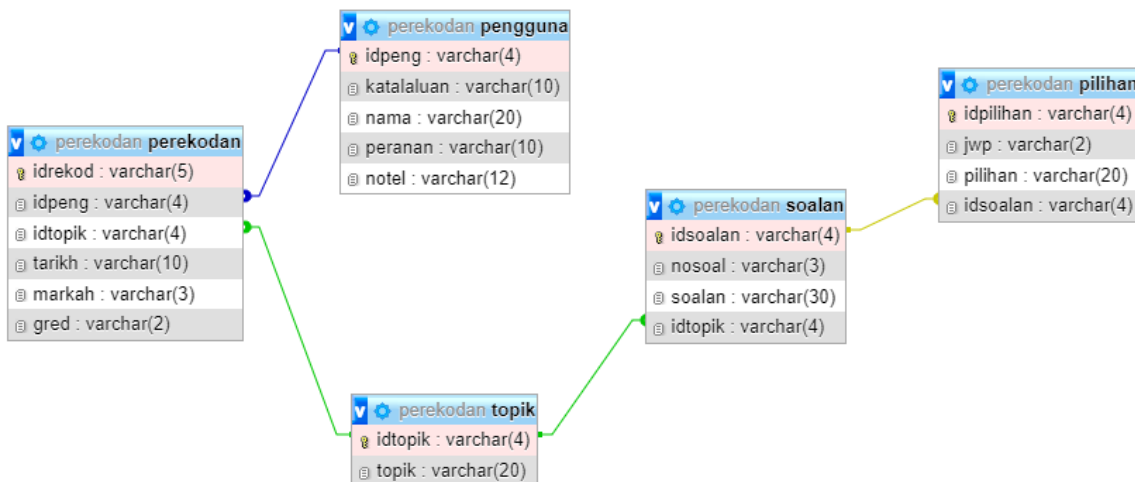 perekodan pengguna
idpeng : varchar(4)
katalaluan : varchar(10)
nama : varchar(20)
peranan : varchar(10)
notel : varchar(12)
perekodan pilihan
idpilihan : varchar(4)
jwp : varchar(2)
pilihan : varchar(20)
idsoalan : varchar(4)
perekodan perekodan
idrekod : varchar(5)
idpeng : varchar(4)
idtopik : varchar(4)
tarikh : varchar(10)
markah : varchar(3)
gred : varchar(2)
perekodan soalan
idsoalan : varchar(4)
nosoal : varchar(3)
soalan : varchar(30)
idtopik : varchar(4)
perekodan topik
idtopik : varchar(4)
topik : varchar(20)